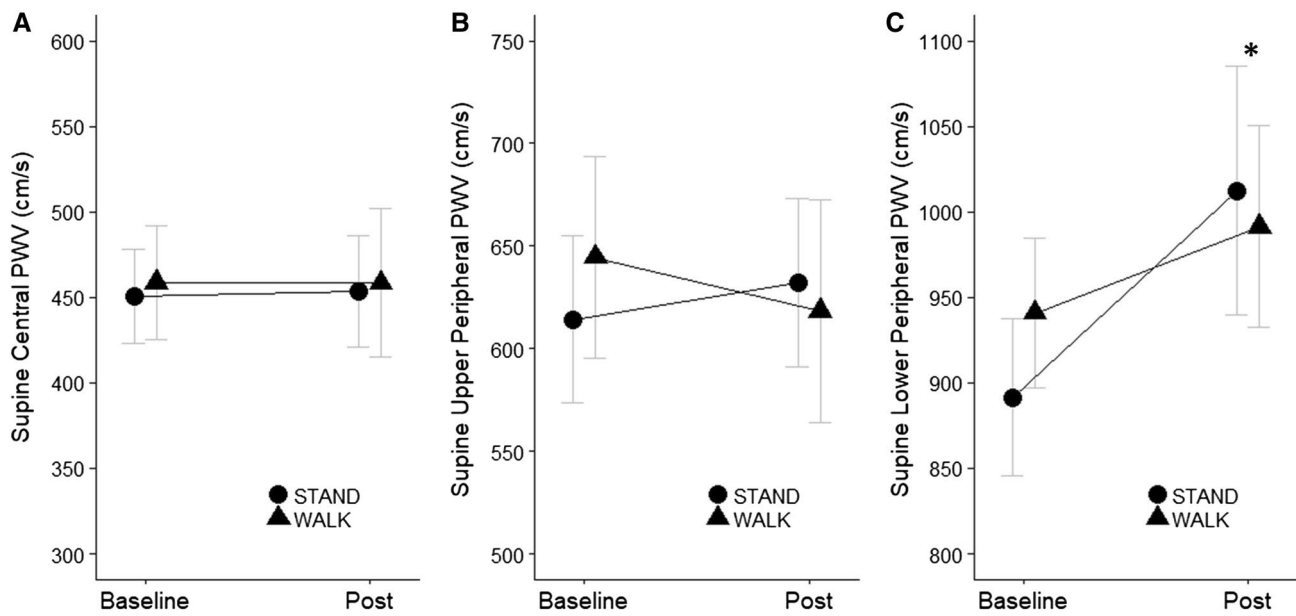 A
Supine Central PWV (cm/s)
600
550
500
450
400
350
300
STAND
WALK
Baseline Post
B
Supine Upper Peripheral PWV (cm/s)
750
700
650
600
550
500
STAND
WALK
Baseline Post
C
Supine Lower Peripheral PWV (cm/s)
1100
1050
1000
950
900
850
800
*
STAND
WALK
Baseline Post